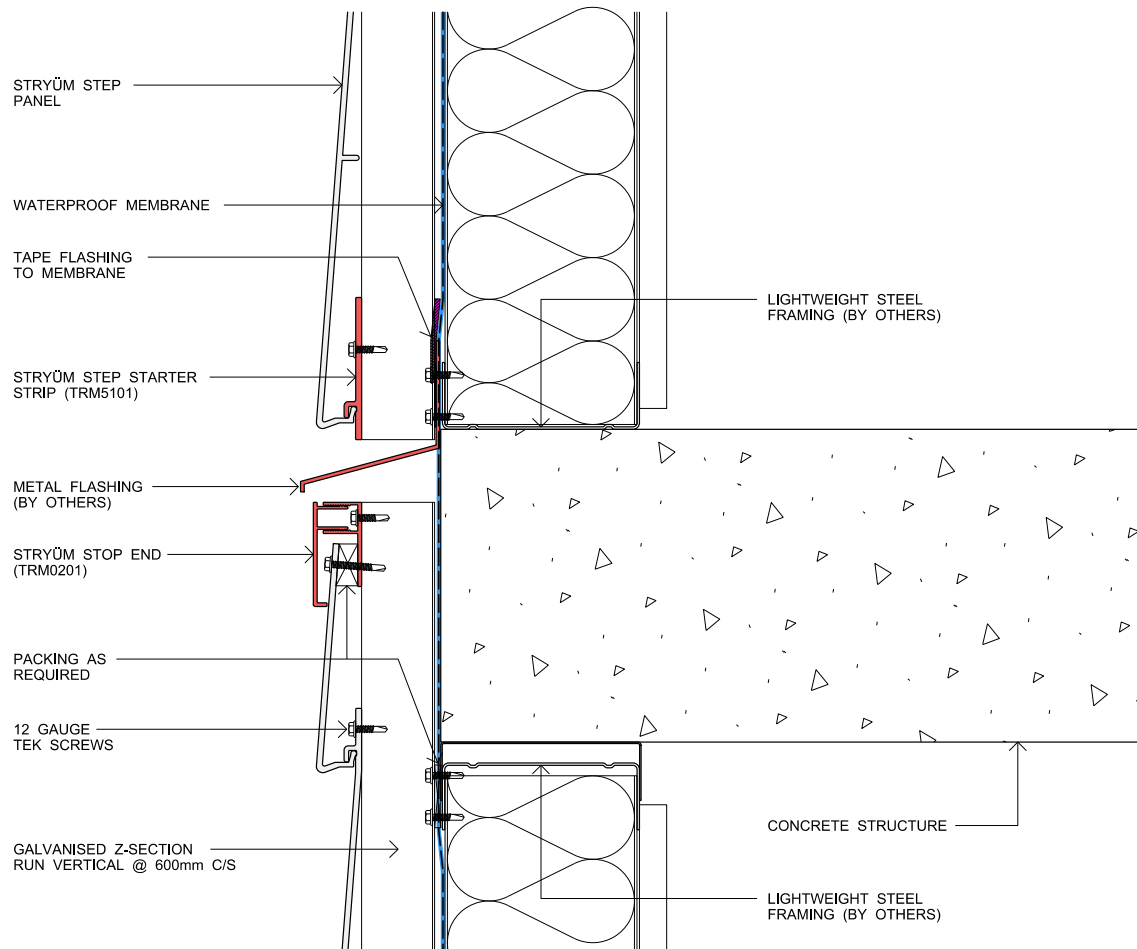 STRYÜM STEP
PANEL
WATERPROOF MEMBRANE
TAPE FLASHING
TO MEMBRANE
LIGHTWEIGHT STEEL
FRAMING (BY OTHERS)
STRYÜM STEP STARTER
STRIP (TRM5101)
METAL FLASHING
(BY OTHERS)
STRYÜM STOP END
(TRM0201)
PACKING AS
REQUIRED
12 GAUGE
TEK SCREWS
CONCRETE STRUCTURE
GALVANISED Z-SECTION
RUN VERTICAL @ 600mm C/S
LIGHTWEIGHT STEEL
FRAMING (BY OTHERS)